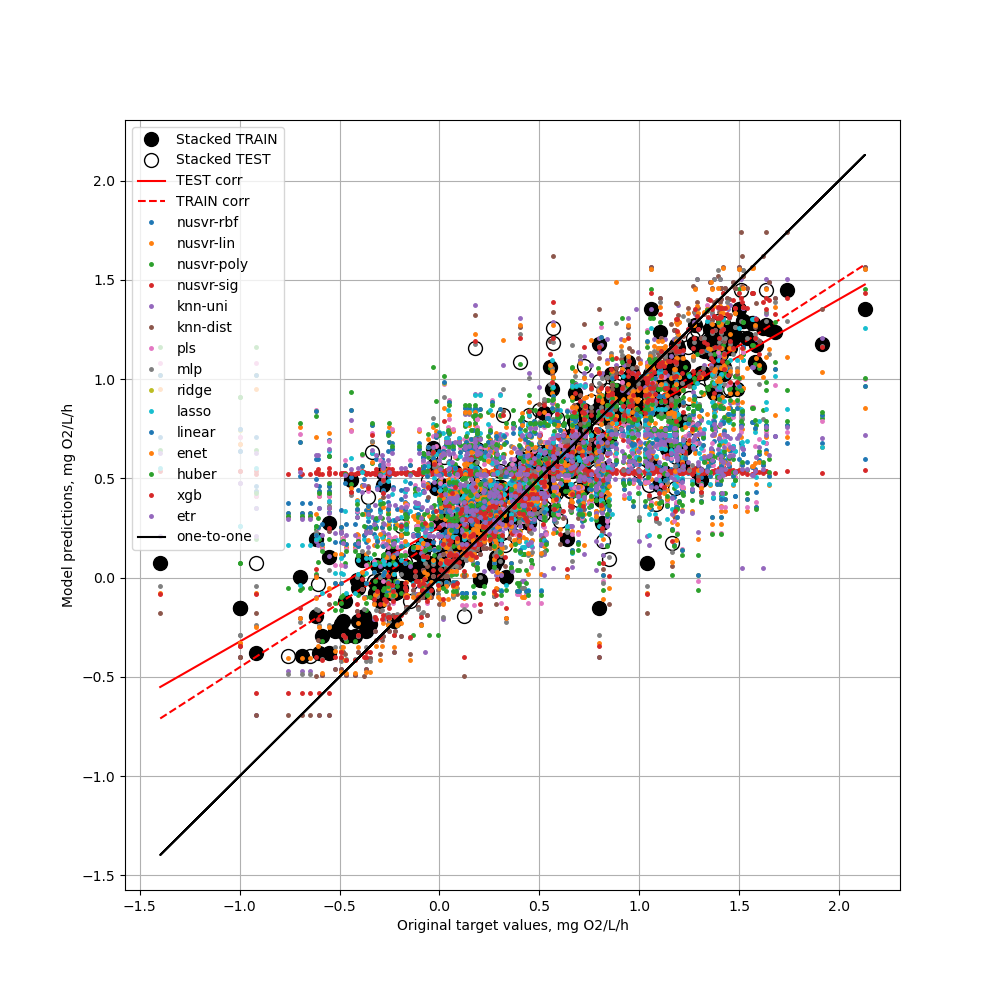 Stacked TRAIN
Stacked TEST
TEST corr
TRAIN corr
nusvr-rbf
nusvr-lin
nusvr-poly
nusvr-sig
knn-uni
knn-dist
pls
mlp
ridge
lasso
linear
enet
huber
xgb
etr
one-to-one
2.0
1.5
1.0
0.5
0.0
−0.5
−1.0
−1.5
Model predictions, mg O2/L/h
−1.5 −1.0 −0.5 0.0 0.5 1.0 1.5 2.0
Original target values, mg O2/L/h